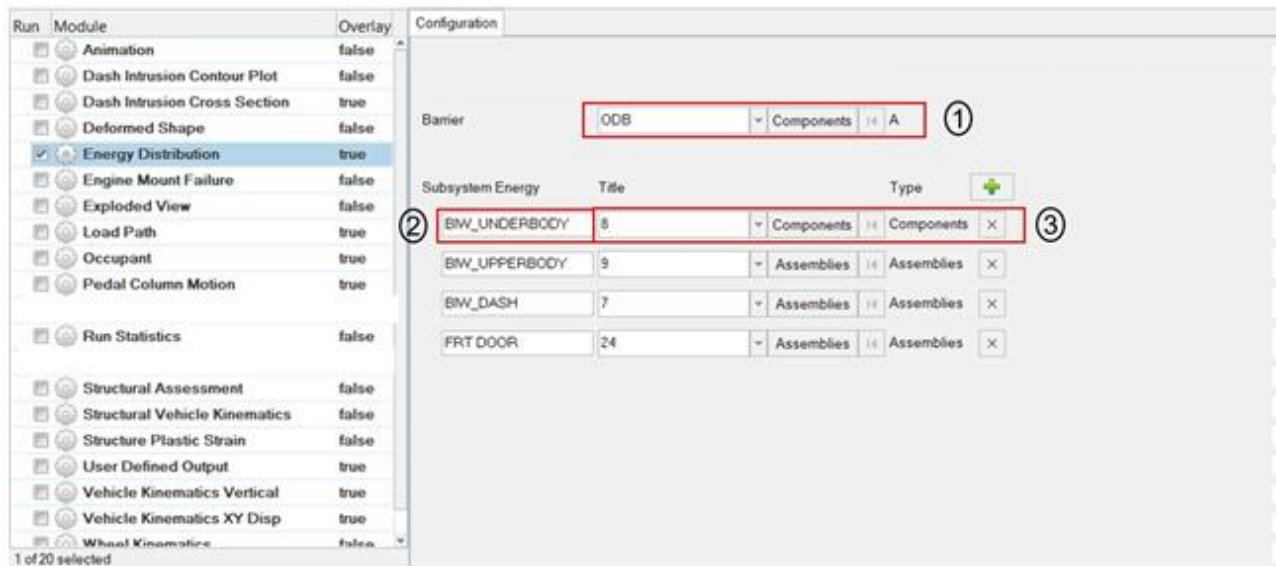 Run Module Overlay
Animation false
Dash Intrusion Contour Plot false
Dash Intrusion Cross Section true
Deformed Shape false
Energy Distribution true
Engine Mount Failure false
Exploded View false
Load Path true
Occupant true
Pedal Column Motion true
Run Statistics false
Structural Assessment false
Structural Vehicle Kinematics false
Structure Plastic Strain false
User Defined Output true
Vehicle Kinematics Vertical true
Vehicle Kinematics XY Disp true
Wheel Kinematics false
1 of 20 selected
Configuration
Barrier ODB Components A ①
Subsystem Energy Title Type
② BIW_UNDERBODY 8 Components Components ③
BIW_UPPERBODY 9 Assemblies Assemblies
BIW_DASH 7 Assemblies Assemblies
FRT DOOR 24 Assemblies Assemblies